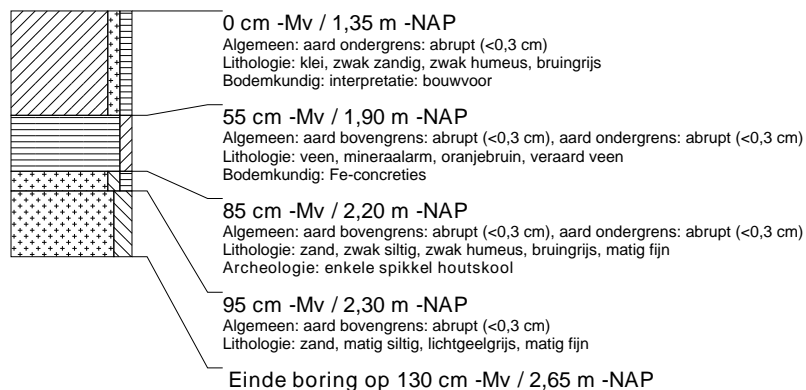 0 cm -Mv / 1,35 m -NAP
Algemeen: aard ondergrens: abrupt (<0,3 cm)
Lithologie: klei, zwak zandig, zwak humeus, bruingrijs
Bodemkundig: interpretatie: bouwvoor
55 cm -Mv / 1,90 m -NAP
Algemeen: aard bovengrens: abrupt (<0,3 cm), aard ondergrens: abrupt (<0,3 cm)
Lithologie: veen, mineraalarm, oranjebruin, veraard veen
Bodemkundig: Fe-concreties
85 cm -Mv / 2,20 m -NAP
Algemeen: aard bovengrens: abrupt (<0,3 cm), aard ondergrens: abrupt (<0,3 cm)
Lithologie: zand, zwak siltig, zwak humeus, bruingrijs, matig fijn
Archeologie: enkele spikkel houtskool
95 cm -Mv / 2,30 m -NAP
Algemeen: aard bovengrens: abrupt (<0,3 cm)
Lithologie: zand, matig siltig, lichtgeelgrijs, matig fijn
Einde boring op 130 cm -Mv / 2,65 m -NAP